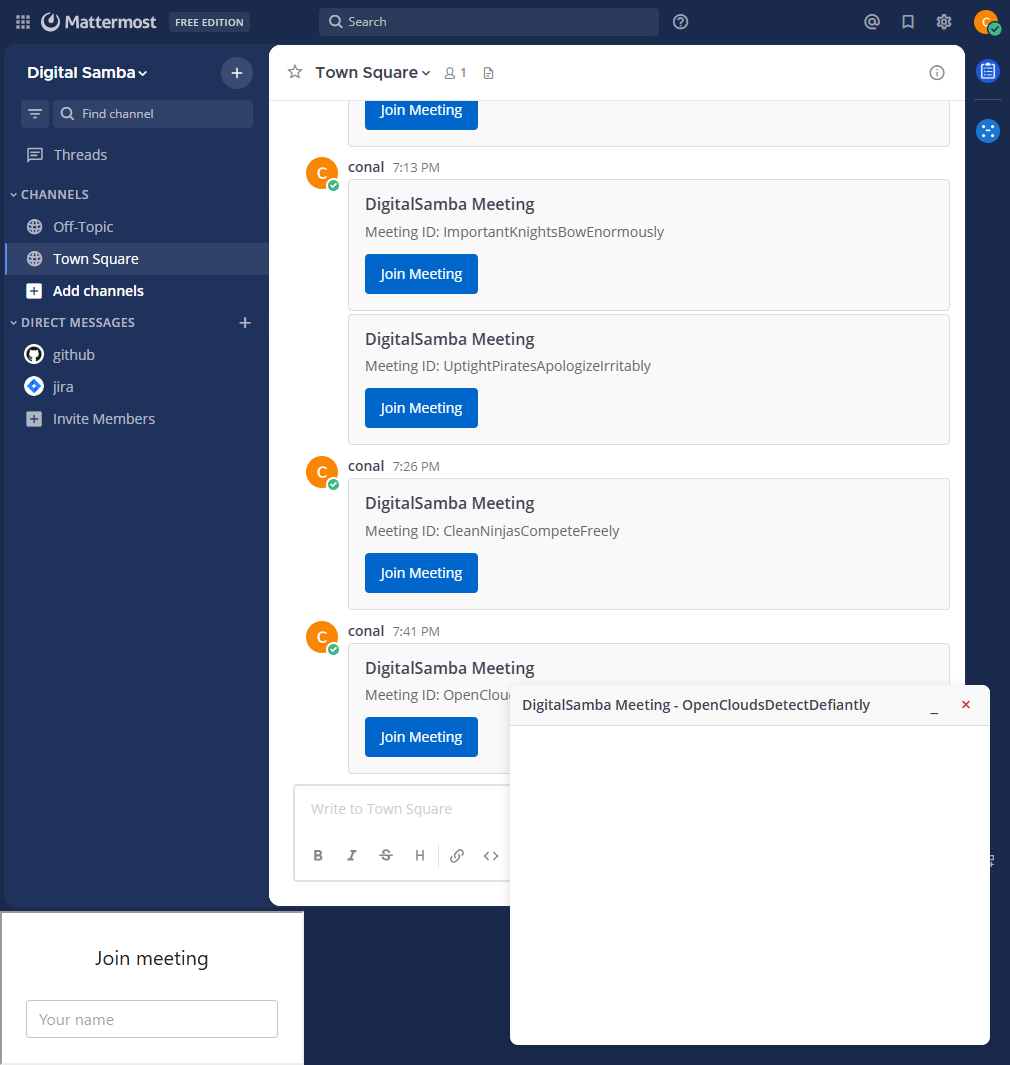 Mattermost FREE EDITION
Search
Digital Samba
Find channel
Threads
CHANNELS
Off-Topic
Town Square
Add channels
DIRECT MESSAGES
github
jira
Invite Members
Town Square 1
Join Meeting
C
conal 7:13 PM
DigitalSamba Meeting
Meeting ID: ImportantKnightsBowEnormously
Join Meeting
DigitalSamba Meeting
Meeting ID: UptightPiratesApologizeIrritably
Join Meeting
C
conal 7:26 PM
DigitalSamba Meeting
Meeting ID: CleanNinjasCompeteFreely
Join Meeting
C
conal 7:41 PM
DigitalSamba Meeting
Meeting ID: OpenClou
Join Meeting
Write to Town Square
B I S H
DigitalSamba Meeting - OpenCloudsDetectDefiantly
Join meeting
Your name
C